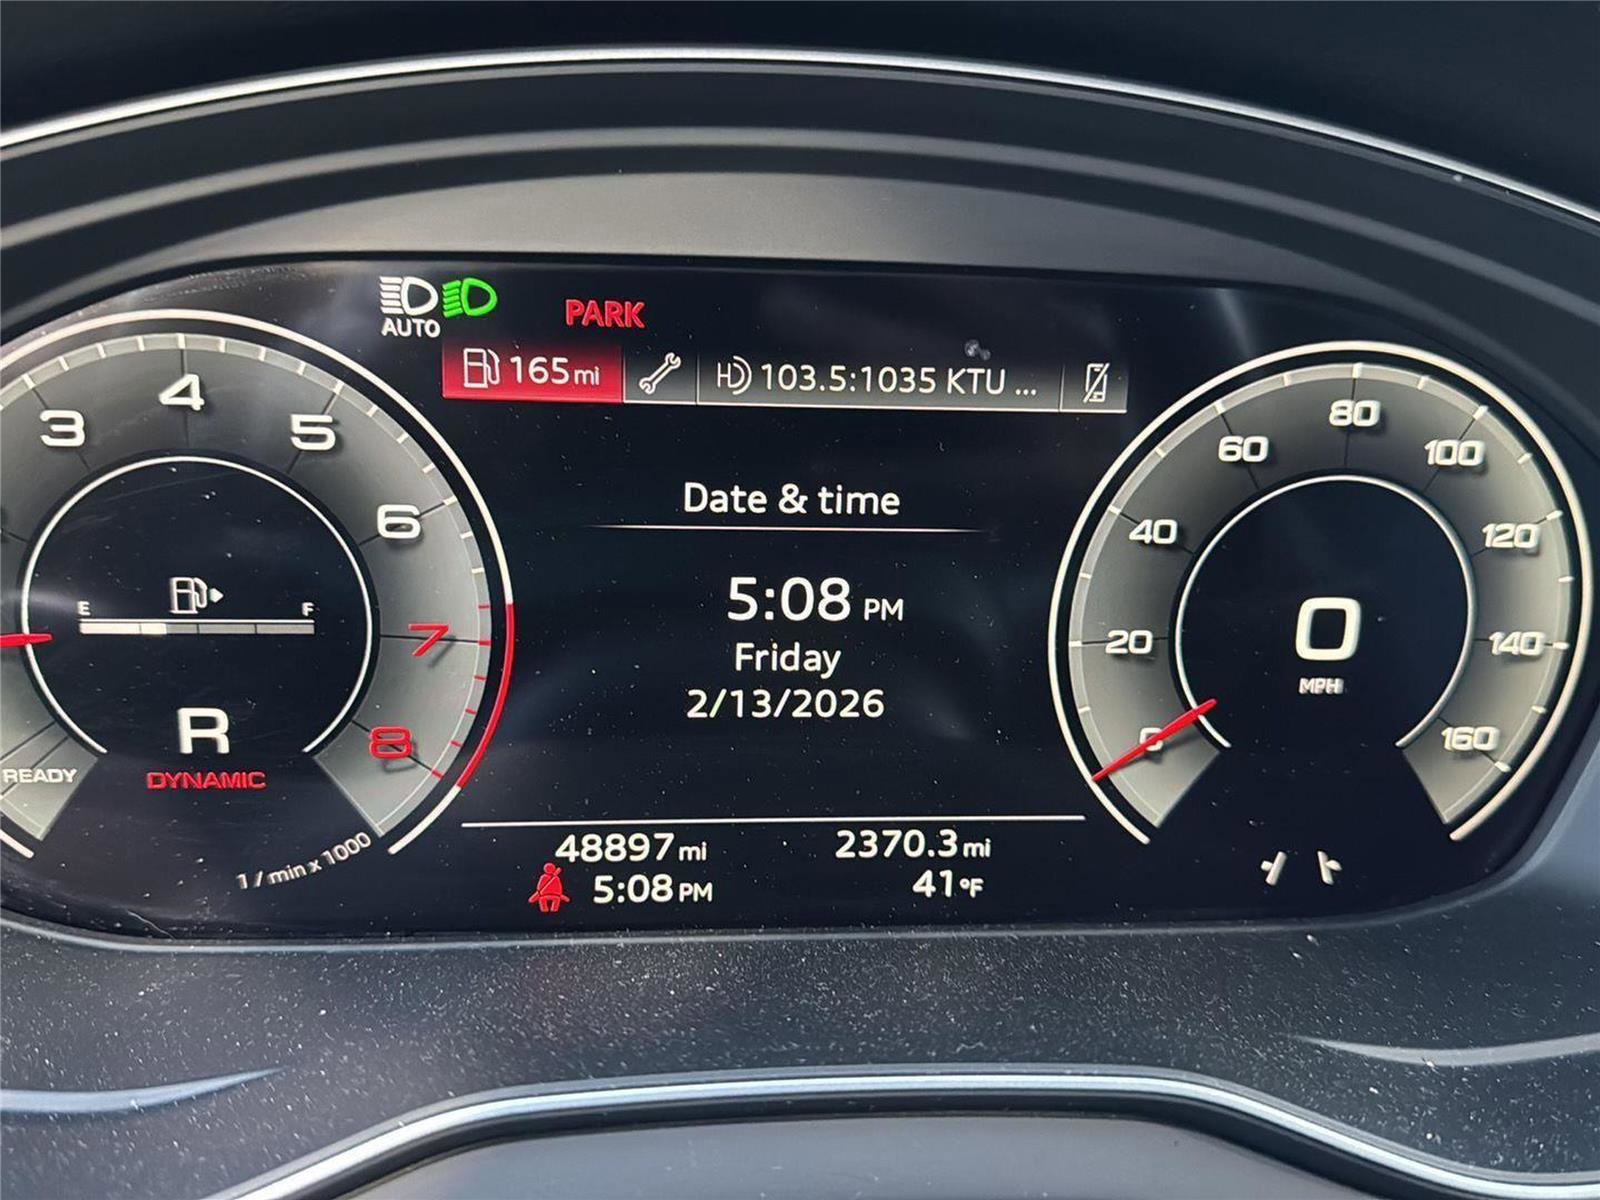 AUTO
PARK
165 mi
103.5:1035 KTU ...
Date & time
5:08 PM
Friday
2/13/2026
48897 mi
2370.3 mi
5:08 PM
41°F
3
4
5
6
7
8
E
F
R
DYNAMIC
READY
1 / min x 1000
0
20
40
60
80
100
120
140
160
0
MPH